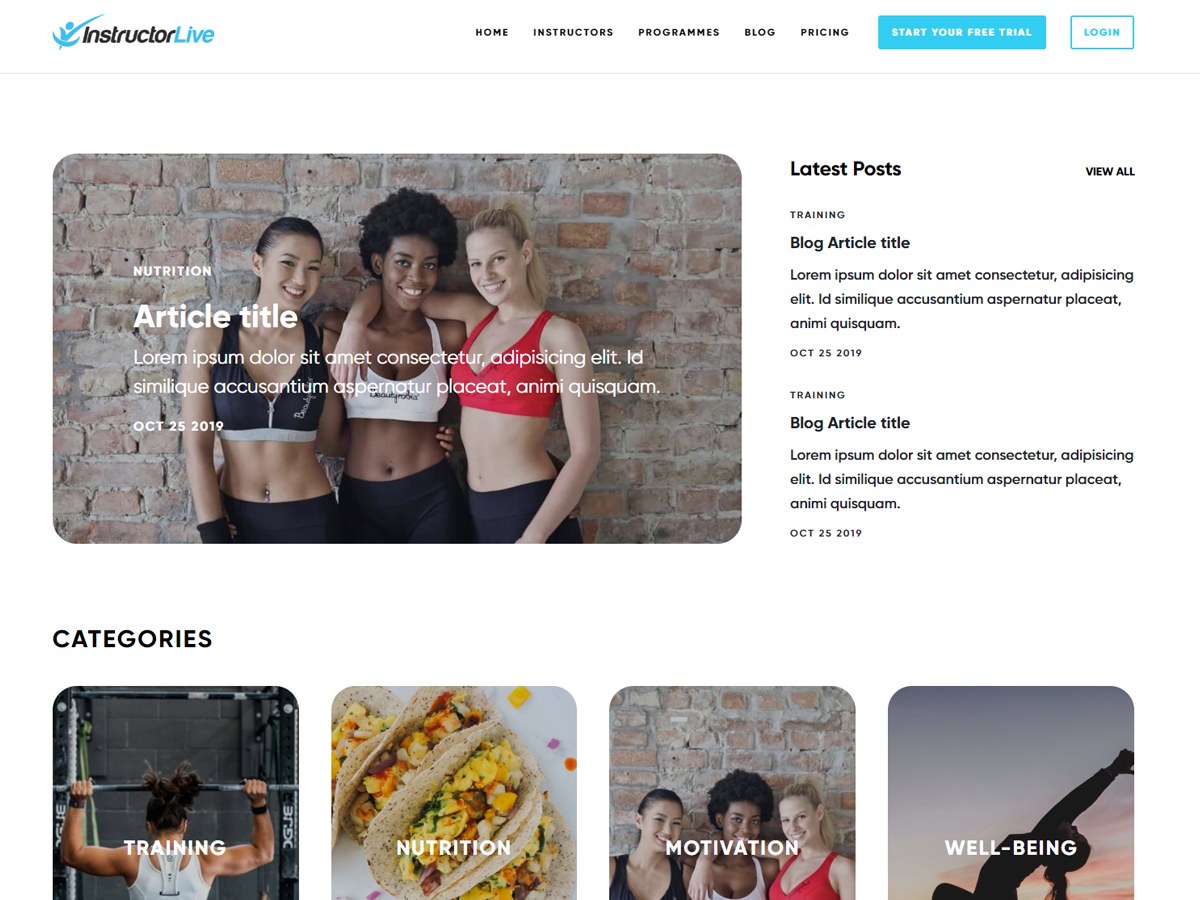 InstructorLive
HOME
INSTRUCTORS
PROGRAMMES
BLOG
PRICING
START YOUR FREE TRIAL
LOGIN
NUTRITION
Article title
Lorem ipsum dolor sit amet consectetur, adipisicing elit. Id
similique accusantium aspernatur placeat, animi quisquam.
OCT 25 2019
Latest Posts
VIEW ALL
TRAINING
Blog Article title
Lorem ipsum dolor sit amet consectetur, adipisicing
elit. Id similique accusantium aspernatur placeat,
animi quisquam.
OCT 25 2019
TRAINING
Blog Article title
Lorem ipsum dolor sit amet consectetur, adipisicing
elit. Id similique accusantium aspernatur placeat,
animi quisquam.
OCT 25 2019
CATEGORIES
TRAINING
NUTRITION
MOTIVATION
WELL-BEING